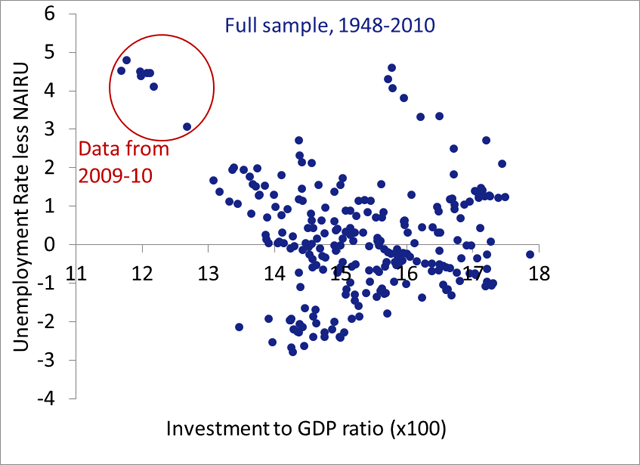 Full sample, 1948-2010
Data from
2009-10
Unemployment Rate less NAIRU
6
5
4
3
2
1
0
-1
-2
-3
-4
11 12 13 14 15 16 17 18
Investment to GDP ratio (x100)